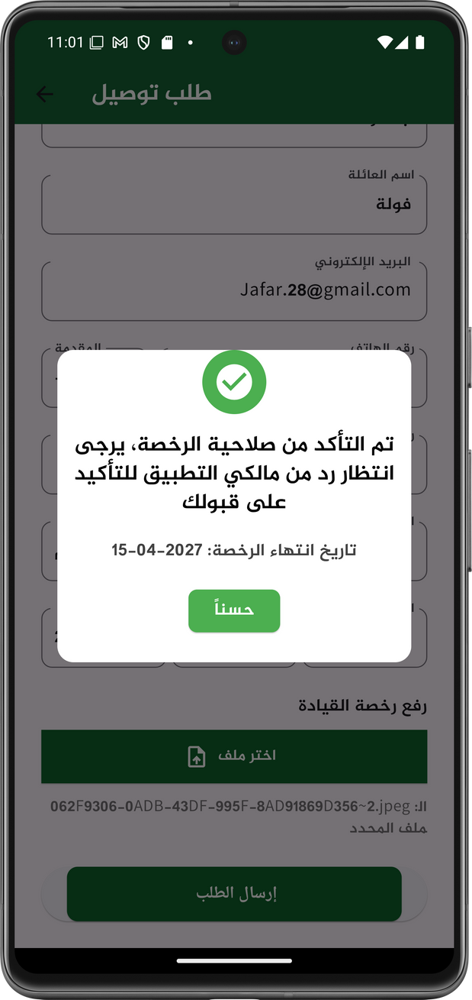 11:01
طلب توصيل
اسم العائلة
فولة
البريد الإلكتروني
Jafar.28@gmail.com
رقم الهاتف
المقدمة
تم التأكد من صلاحية الرخصة، يرجى
انتظار رد من مالكي التطبيق للتأكيد
على قبولك
تاريخ انتهاء الرخصة: 2027-04-15
حسناً
رفع رخصة القيادة
اختر ملف
الـ: 062F9306-0ADB-43DF-995F-8AD91869D356~2.jpeg
ملف المحدد
إرسال الطلب